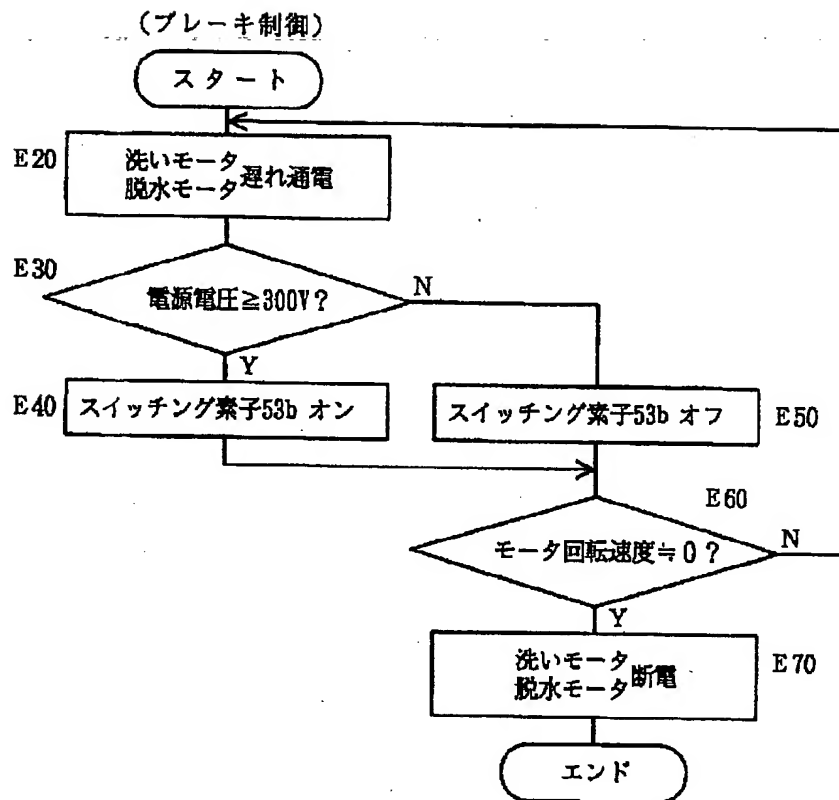 (ブレーキ制御)
スタート
E20
洗いモータ
脱水モータ 遅れ通電
E30
電源電圧≧300V?
N
Y
E40
スイッチング素子53b オン
スイッチング素子53b オフ
E50
E60
モータ回転速度≒0?
N
Y
洗いモータ
脱水モータ 断電
E70
エンド